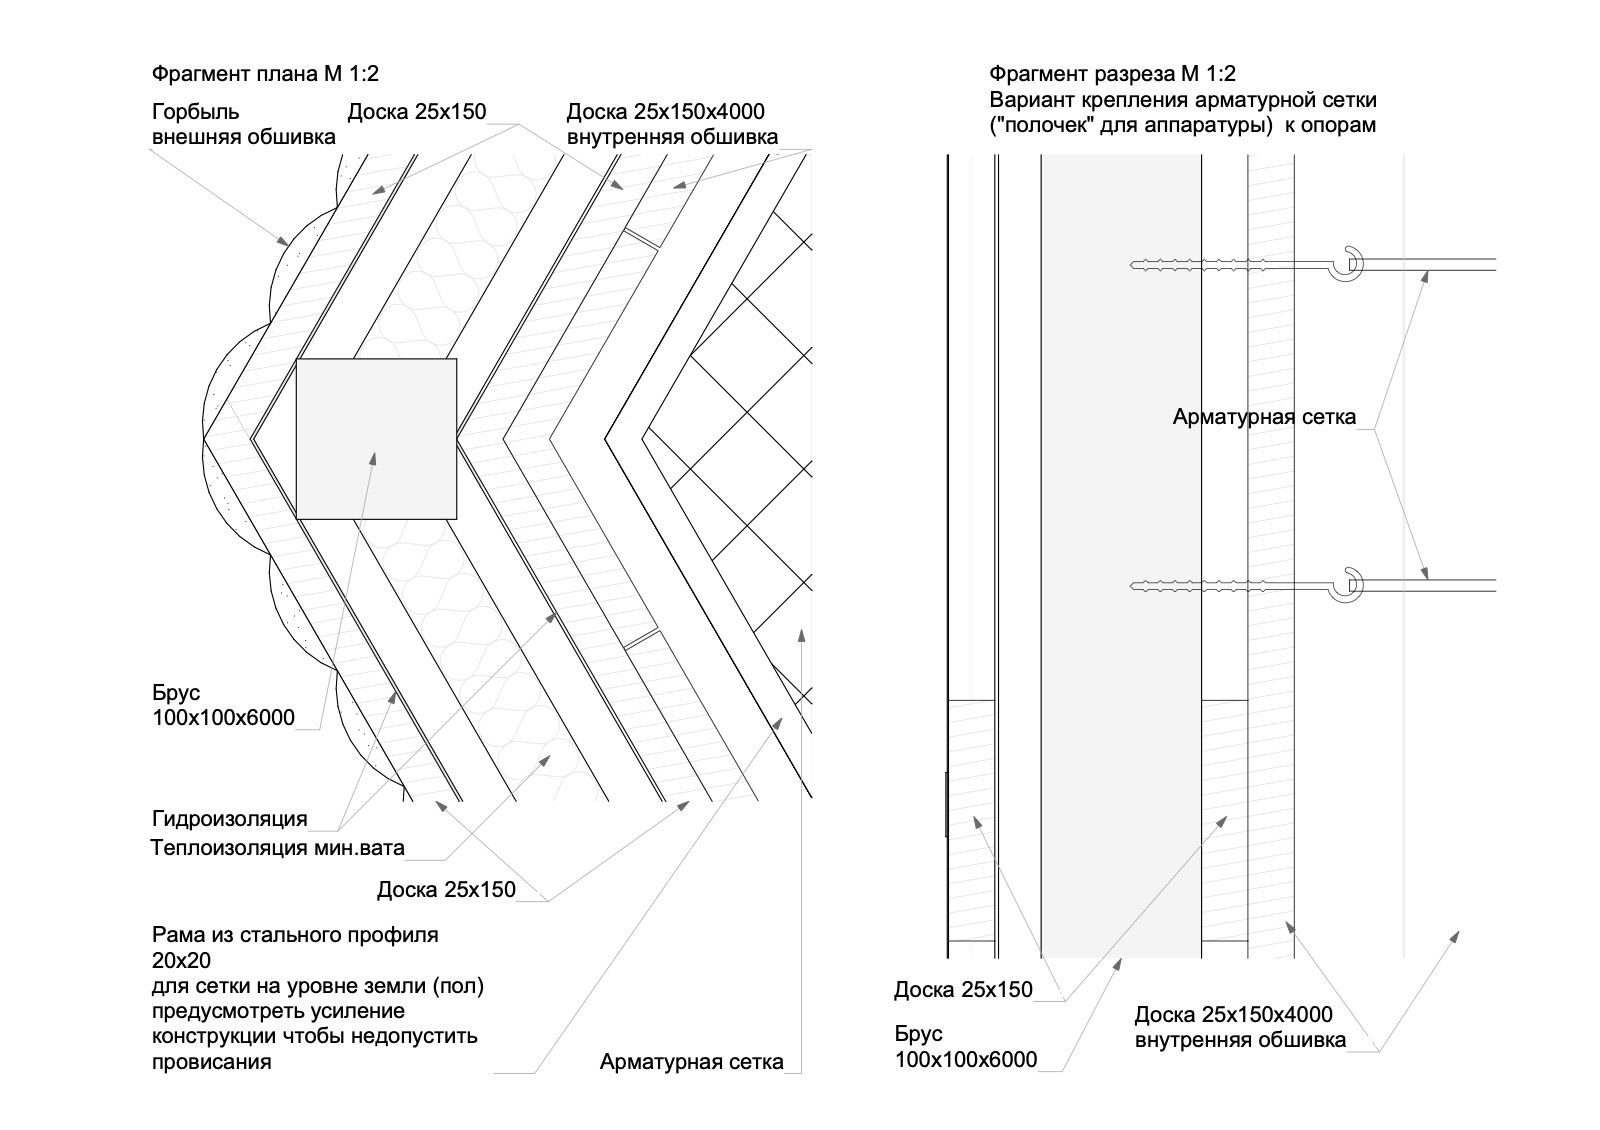 Фрагмент плана М 1:2
Горбыль
внешняя обшивка
Доска 25х150
Доска 25х150х4000
внутренняя обшивка
Брус
100х100х6000
Гидроизоляция
Теплоизоляция мин.вата
Доска 25х150
Рама из стального профиля
20х20
для сетки на уровне земли (пол)
предусмотреть усиление
конструкции чтобы недопустить
провисания
Арматурная сетка
Фрагмент разреза М 1:2
Вариант крепления арматурной сетки
("полочек" для аппаратуры)  к опорам
Арматурная сетка
Доска 25х150
Брус
100х100х6000
Доска 25х150х4000
внутренняя обшивка